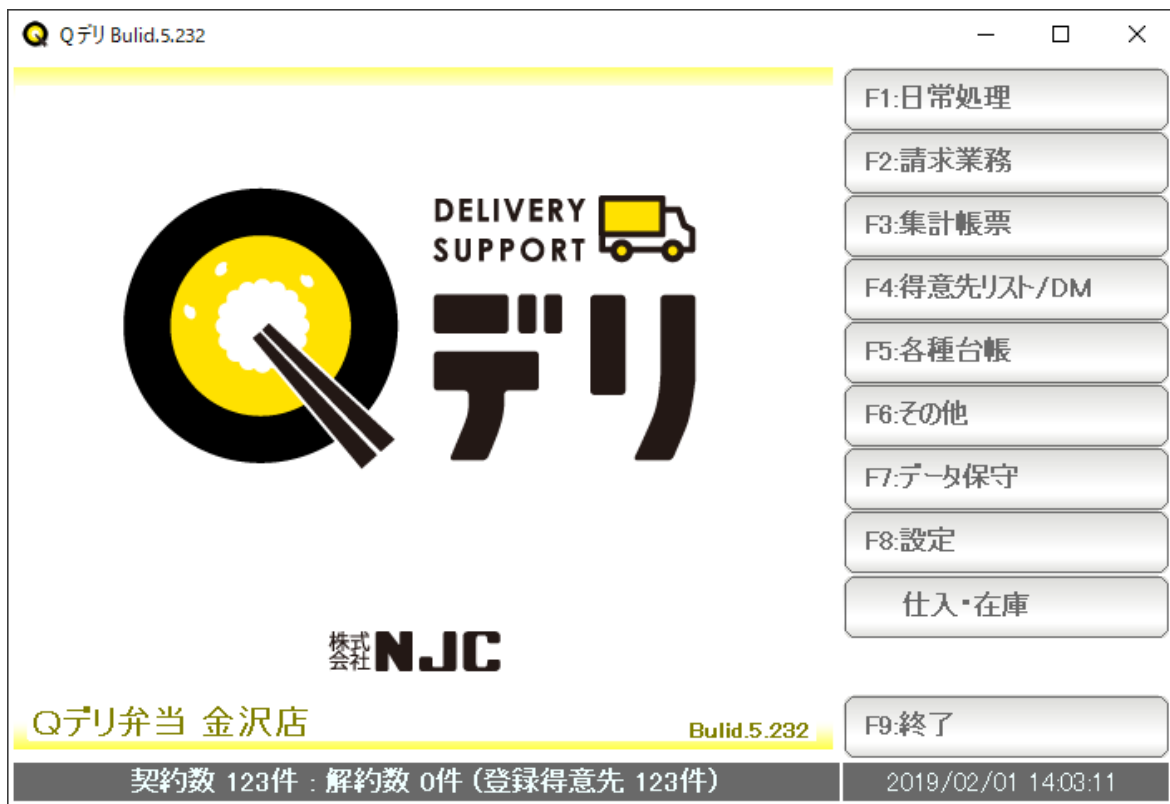 Qデリ Bulid.5.232
DELIVERY
SUPPORT
デリ
株式会社NJC
Qデリ弁当 金沢店
Bulid.5.232
契約数 123件 : 解約数 0件 (登録得意先 123件)
F1:日常処理
F2:請求業務
F3:集計帳票
F4:得意先リスト/DM
F5:各種台帳
F6:その他
F7:データ保守
F8:設定
仕入・在庫
F9:終了
2019/02/01 14:03:11